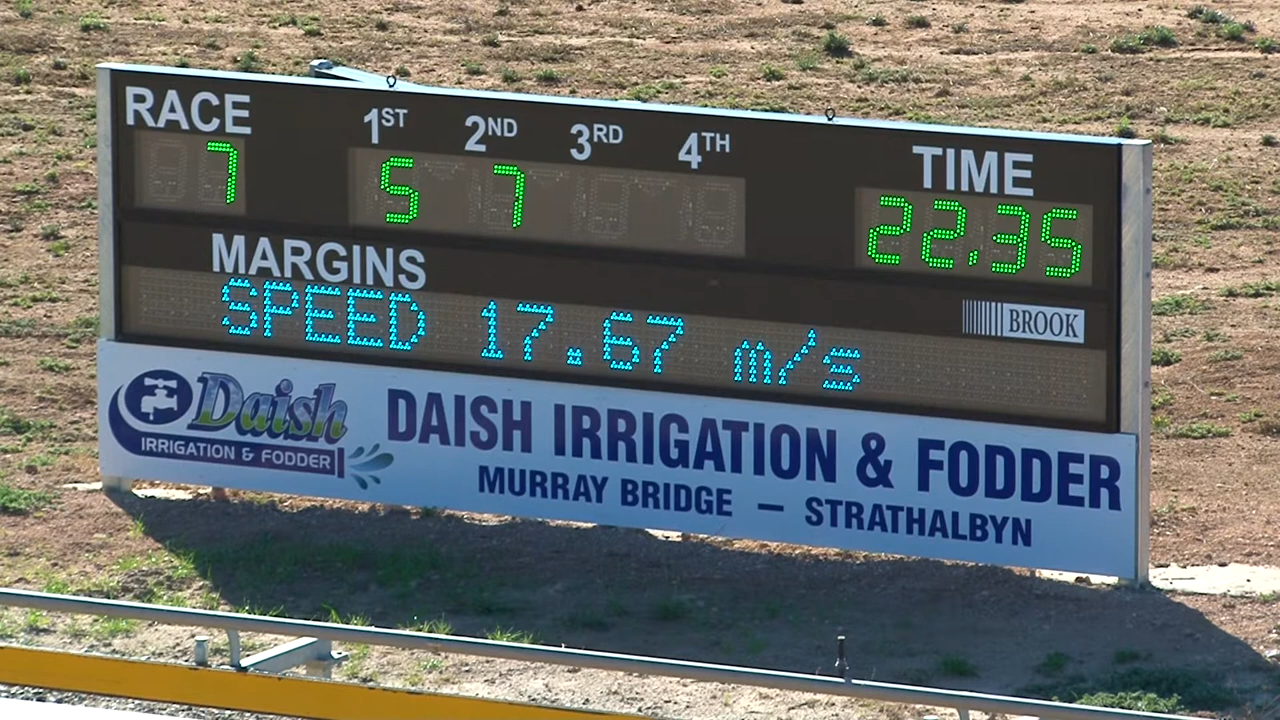 RACE 1ST 2ND 3RD 4TH TIME
7 5 7 22.35
MARGINS
BROOK
SPEED 17.67 m/s
Daish
IRRIGATION & FODDER
DAISH IRRIGATION & FODDER
MURRAY BRIDGE – STRATHALBYN